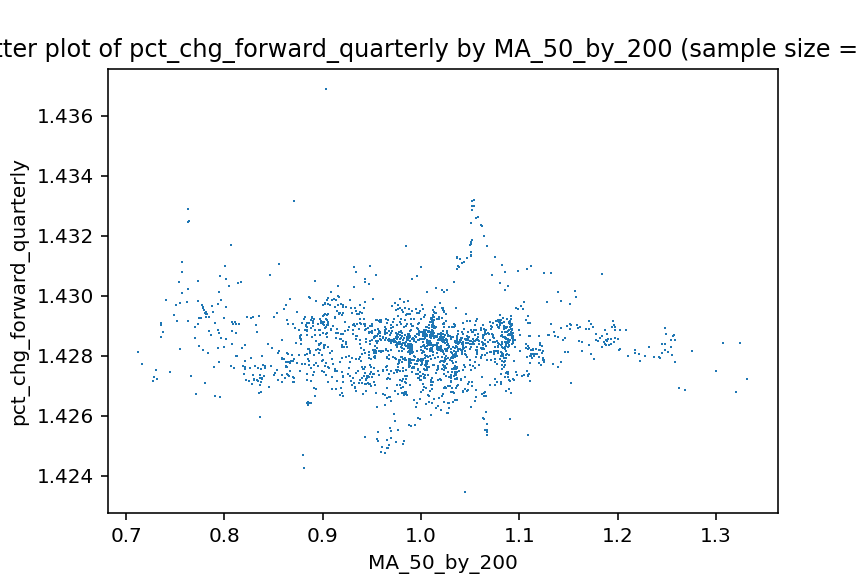 plot of pct_chg_forward_quarterly by MA_50_by_200 (sample size =
1.436
1.434
1.432
1.430
1.428
1.426
1.424
pct_chg_forward_quarterly
0.7 0.8 0.9 1.0 1.1 1.2 1.3
MA_50_by_200